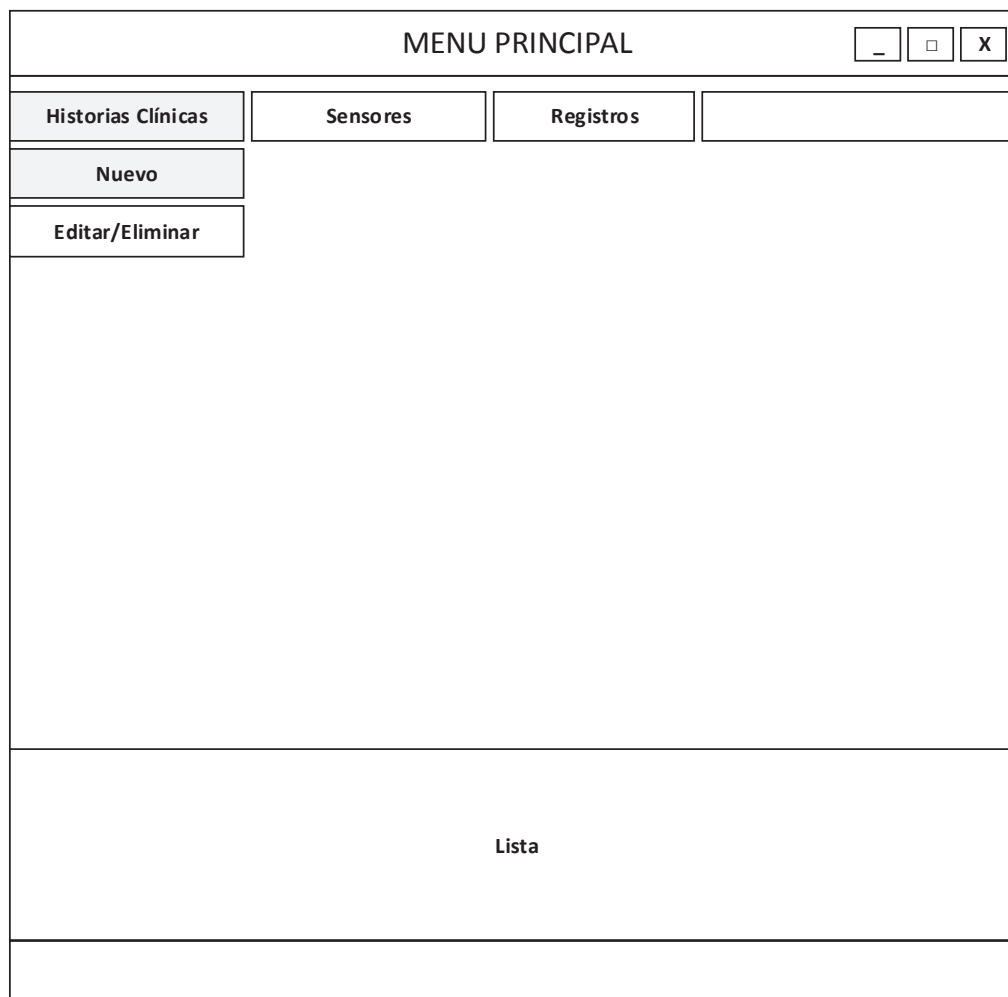 MENU PRINCIPAL
_ □ X
Historias Clínicas Sensores Registros
Nuevo
Editar/Eliminar
Lista